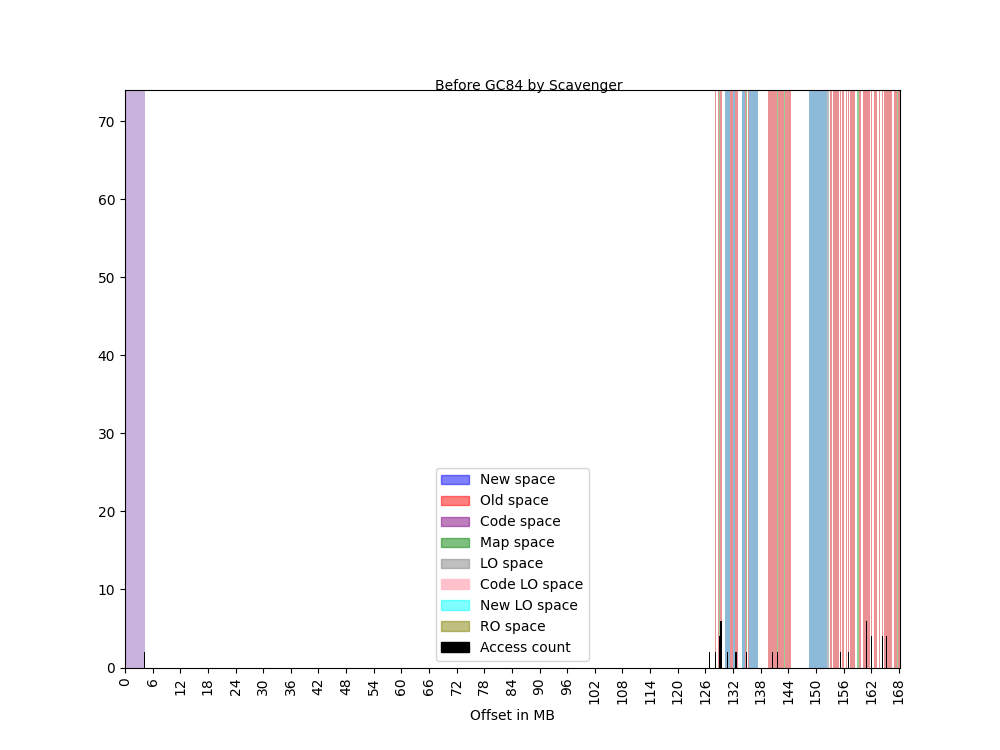 Before GC84 by Scavenger
70
60
50
40
30
20
10
0
New space
Old space
Code space
Map space
LO space
Code LO space
New LO space
RO space
Access count
0 6 12 18 24 30 36 42 48 54 60 66 72 78 84 90 96 102 108 114 120 126 132 138 144 150 156 162 168
Offset in MB